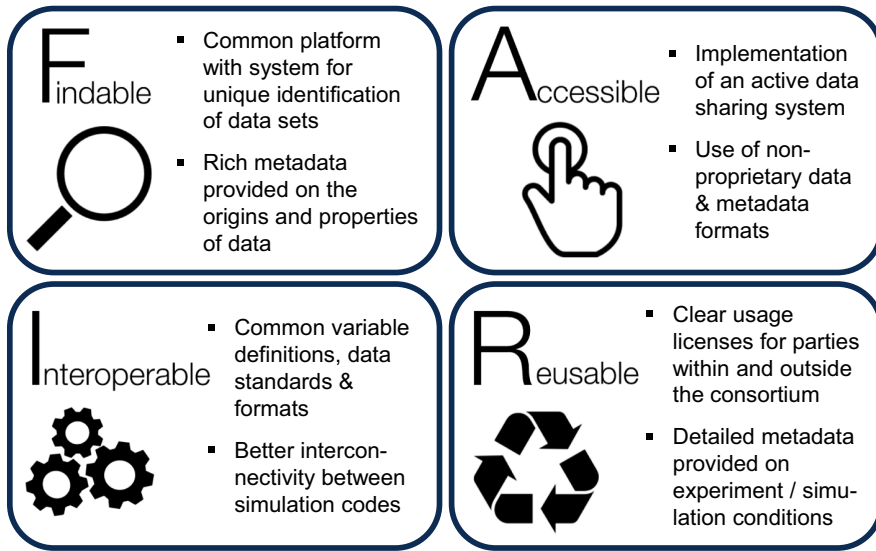 Findable
▪ Common platform
with system for
unique identification
of data sets
▪ Rich metadata
provided on the
origins and properties
of data
Accessible
▪ Implementation
of an active data
sharing system
▪ Use of non-
proprietary data
& metadata
formats
Interoperable
▪ Common variable
definitions, data
standards &
formats
▪ Better intercon-
nectivity between
simulation codes
Reusable
▪ Clear usage
licenses for parties
within and outside
the consortium
▪ Detailed metadata
provided on
experiment / simu-
lation conditions